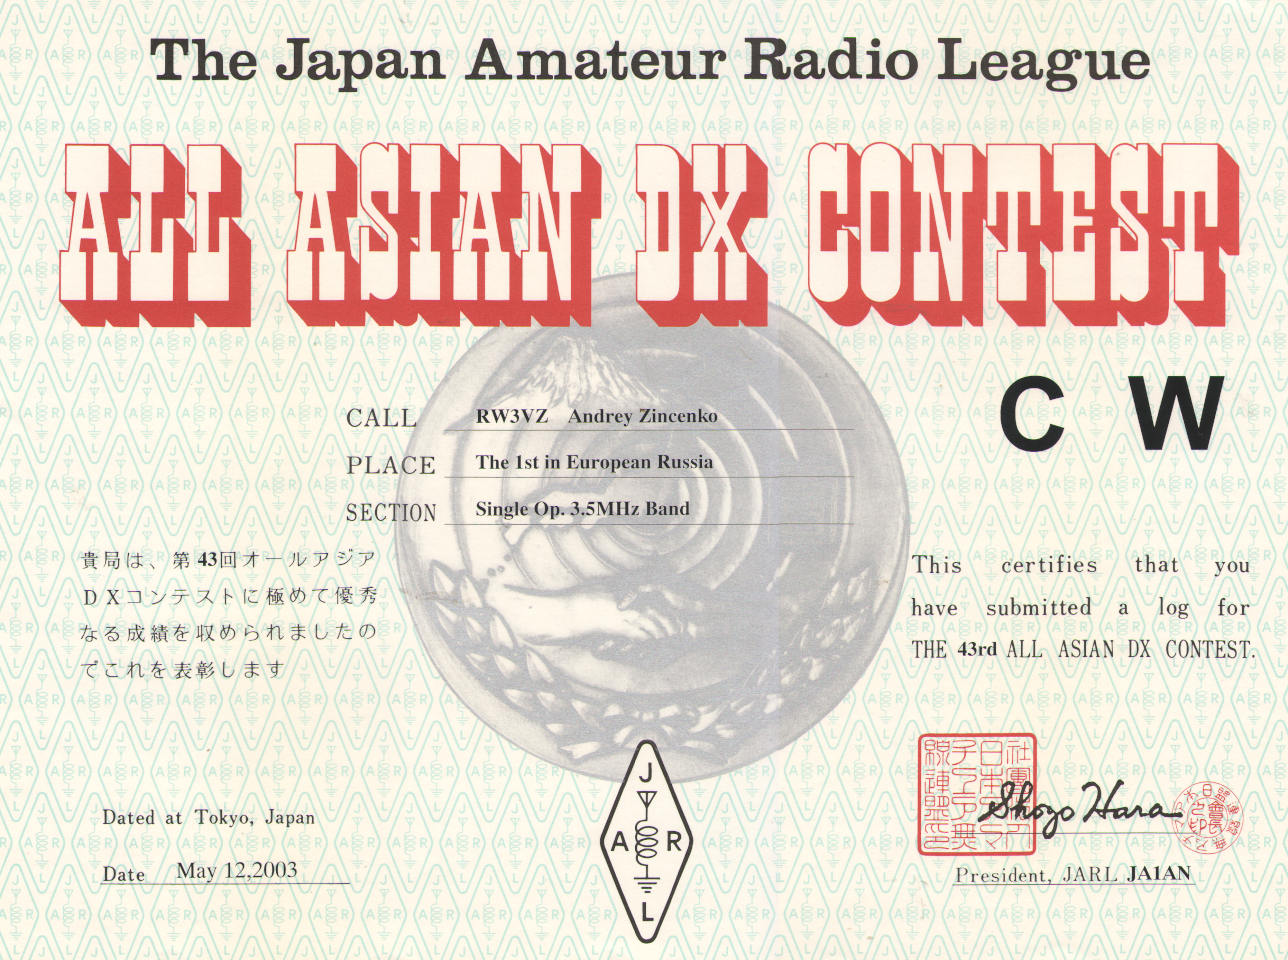 The Japan Amateur Radio League
ALL ASIAN DX CONTEST
C W
CALL RW3VZ Andrey Zincenko
PLACE The 1st in European Russia
SECTION Single Op. 3.5MHz Band
貴局は、第43回オールアジア
DXコンテストに極めて優秀
なる成績を収められましたの
でこれを表彰します
This certifies that you
have submitted a log for
THE 43rd ALL ASIAN DX CONTEST.
Dated at Tokyo, Japan
Date May 12,2003
J
A R
L
Shozo Hara
President, JARL JA1AN